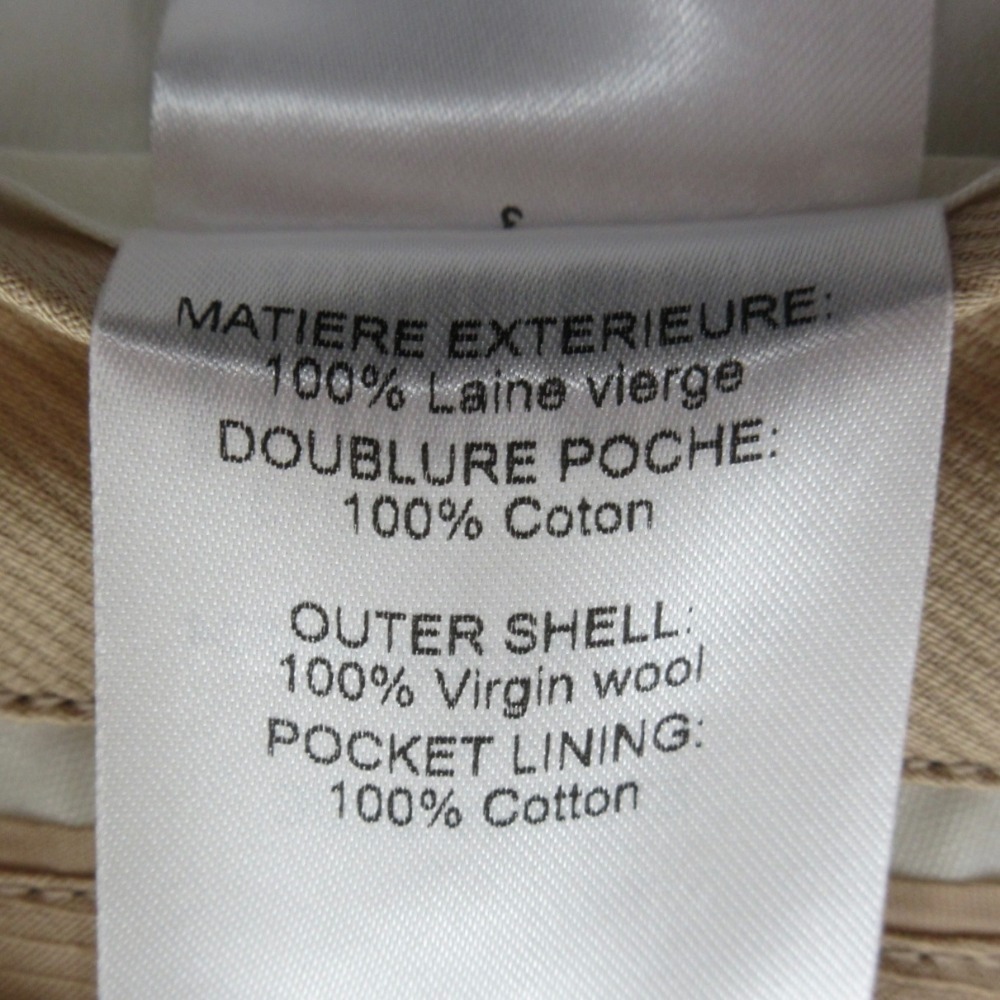 MATIERE EXTERIEURE:
100% Laine vierge
DOUBLURE POCHE:
100% Coton
OUTER SHELL:
100% Virgin wool
POCKET LINING:
100% Cotton